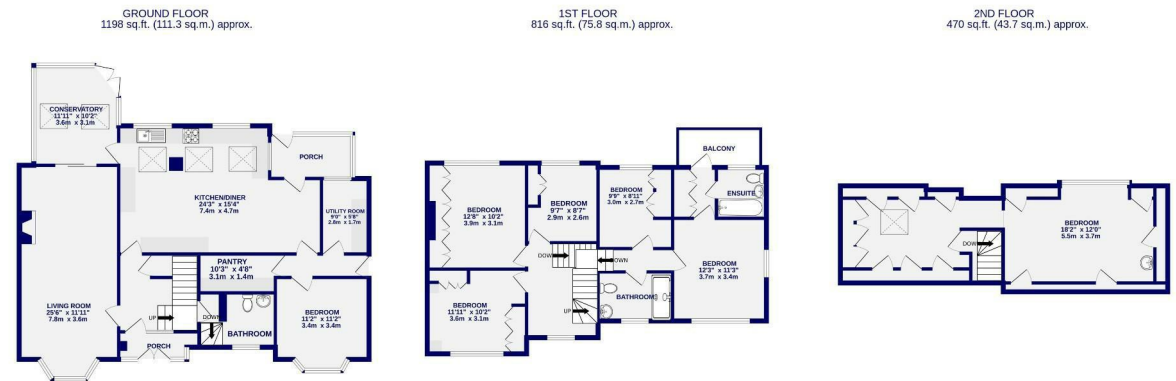 GROUND FLOOR
1198 sq.ft. (111.3 sq.m.) approx.
1ST FLOOR
816 sq.ft. (75.8 sq.m.) approx.
2ND FLOOR
470 sq.ft. (43.7 sq.m.) approx.
CONSERVATORY
11'11" x 10'2"
3.6m x 3.1m
PORCH
KITCHEN/DINER
24'3" x 15'4"
7.4m x 4.7m
UTILITY ROOM
9'0" x 5'8"
2.8m x 1.7m
PANTRY
10'3" x 4'8"
3.1m x 1.4m
LIVING ROOM
25'6" x 11'11"
7.8m x 3.6m
UP
DOWN
BATHROOM
BEDROOM
11'2" x 11'2"
3.4m x 3.4m
PORCH
BALCONY
BEDROOM
12'8" x 10'2"
3.9m x 3.1m
BEDROOM
9'7" x 8'7"
2.9m x 2.6m
BEDROOM
9'9" x 8'11"
3.0m x 2.7m
ENSUITE
DOWN
DOWN
BEDROOM
12'3" x 11'3"
3.7m x 3.4m
BEDROOM
11'11" x 10'2"
3.6m x 3.1m
UP
BATHROOM
BEDROOM
18'2" x 12'0"
5.5m x 3.7m
DOWN